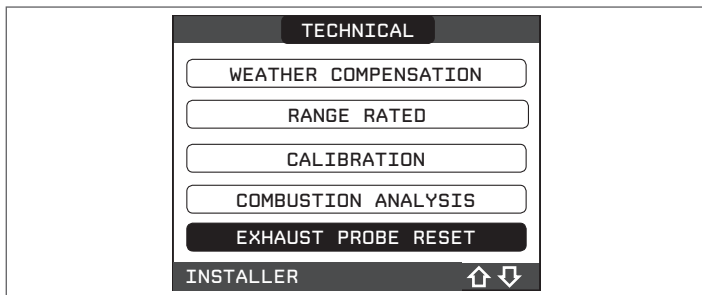 TECHNICAL
WEATHER COMPENSATION
RANGE RATED
CALIBRATION
COMBUSTION ANALYSIS
EXHAUST PROBE RESET
INSTALLER